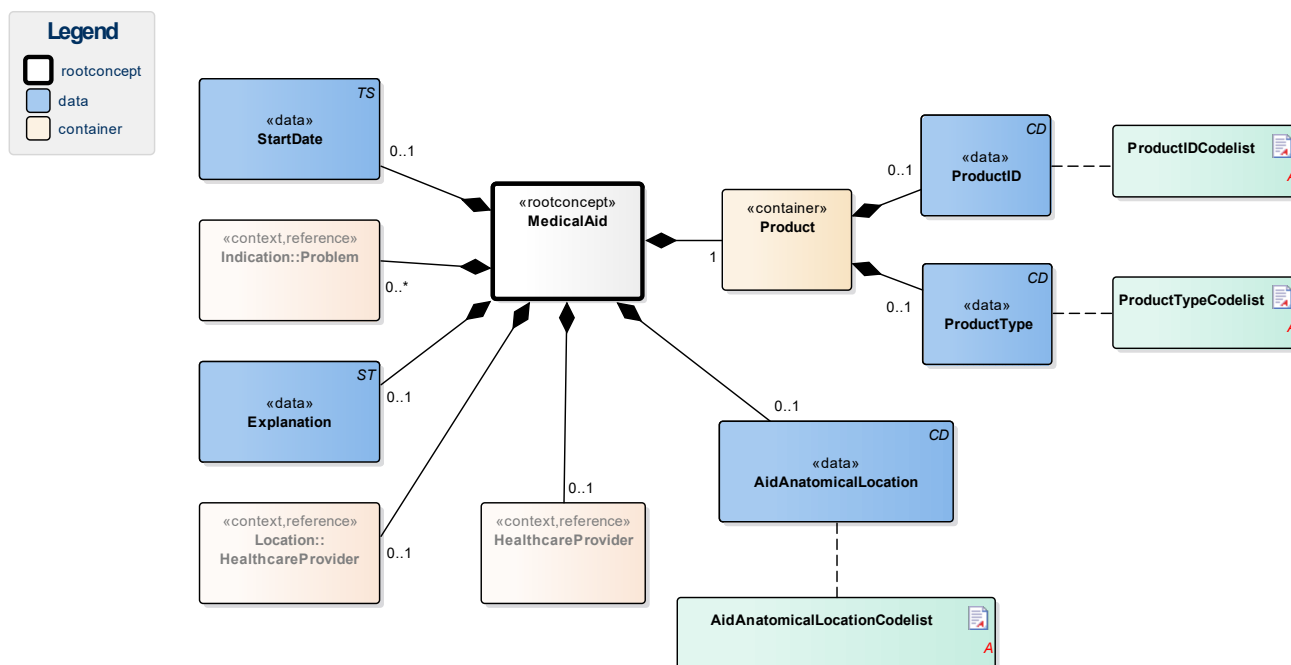 Legend
rootconcept
data
container
TS
«data»
StartDate
0..1
«context,reference»
Indication::Problem
0..*
ST
«data»
Explanation
0..1
«context,reference»
Location::
HealthcareProvider
0..1
«rootconcept»
MedicalAid
«context,reference»
HealthcareProvider
0..1
1
«container»
Product
CD
«data»
ProductID
0..1
ProductIDCodelist
A
CD
«data»
ProductType
0..1
ProductTypeCodelist
A
0..1
CD
«data»
AidAnatomicalLocation
AidAnatomicalLocationCodelist
A